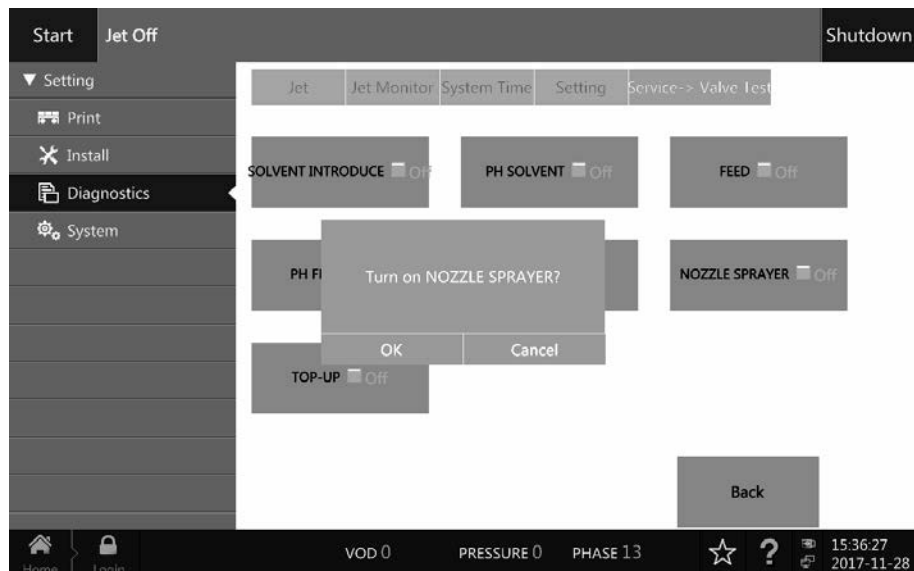 Start Jet Off Shutdown
▼ Setting
Print
Install
Diagnostics
System
Jet Jet Monitor System Time Setting Service-> Valve Test
SOLVENT INTRODUCE Off
PH SOLVENT Off
FEED Off
PH
Turn on NOZZLE SPRAYER?
OK Cancel
NOZZLE SPRAYER Off
TOP-UP Off
Back
Home Login VOD 0 PRESSURE 0 PHASE 13 ? 15:36:27
2017-11-28